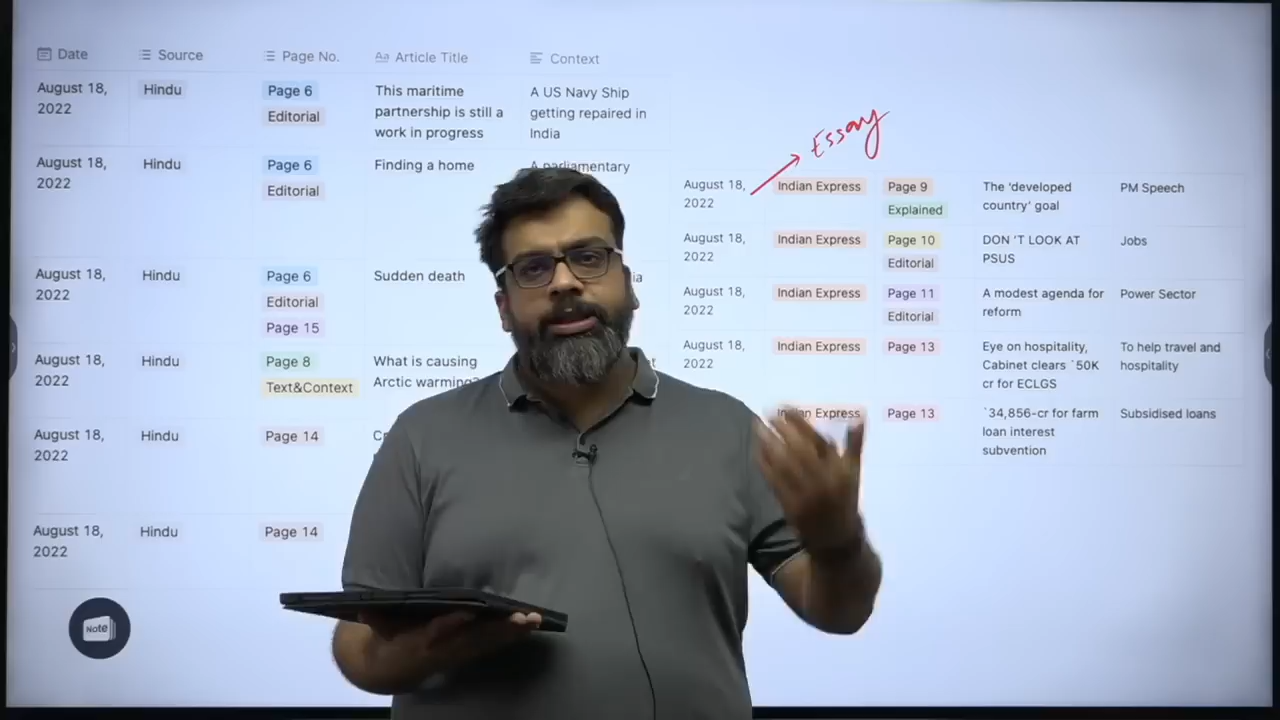 Date Source Page No. Aa Article Title Context
August 18, Hindu Page 6 This maritime A US Navy Ship
2022 Editorial partnership is still a getting repaired in
work in progress India
August 18, Hindu Page 6 Finding a home A parliamentary
2022 Editorial
August 18, Hindu Page 6 Sudden death
2022 Editorial
Page 15
August 18, Hindu Page 8 What is causing
2022 Text&Context Arctic warming?
August 18, Hindu Page 14
2022
August 18, Hindu Page 14
2022
Note
Essay
August 18, Indian Express Page 9 The ‘developed PM Speech
2022 Explained country’ goal
August 18, Indian Express Page 10 DON ’T LOOK AT Jobs
2022 Editorial PSUS
August 18, Indian Express Page 11 A modest agenda for Power Sector
2022 Editorial reform
August 18, Indian Express Page 13 Eye on hospitality, To help travel and
2022 Cabinet clears `50K hospitality
cr for ECLGS
Indian Express Page 13 `34,856-cr for farm Subsidised loans
loan interest
subvention